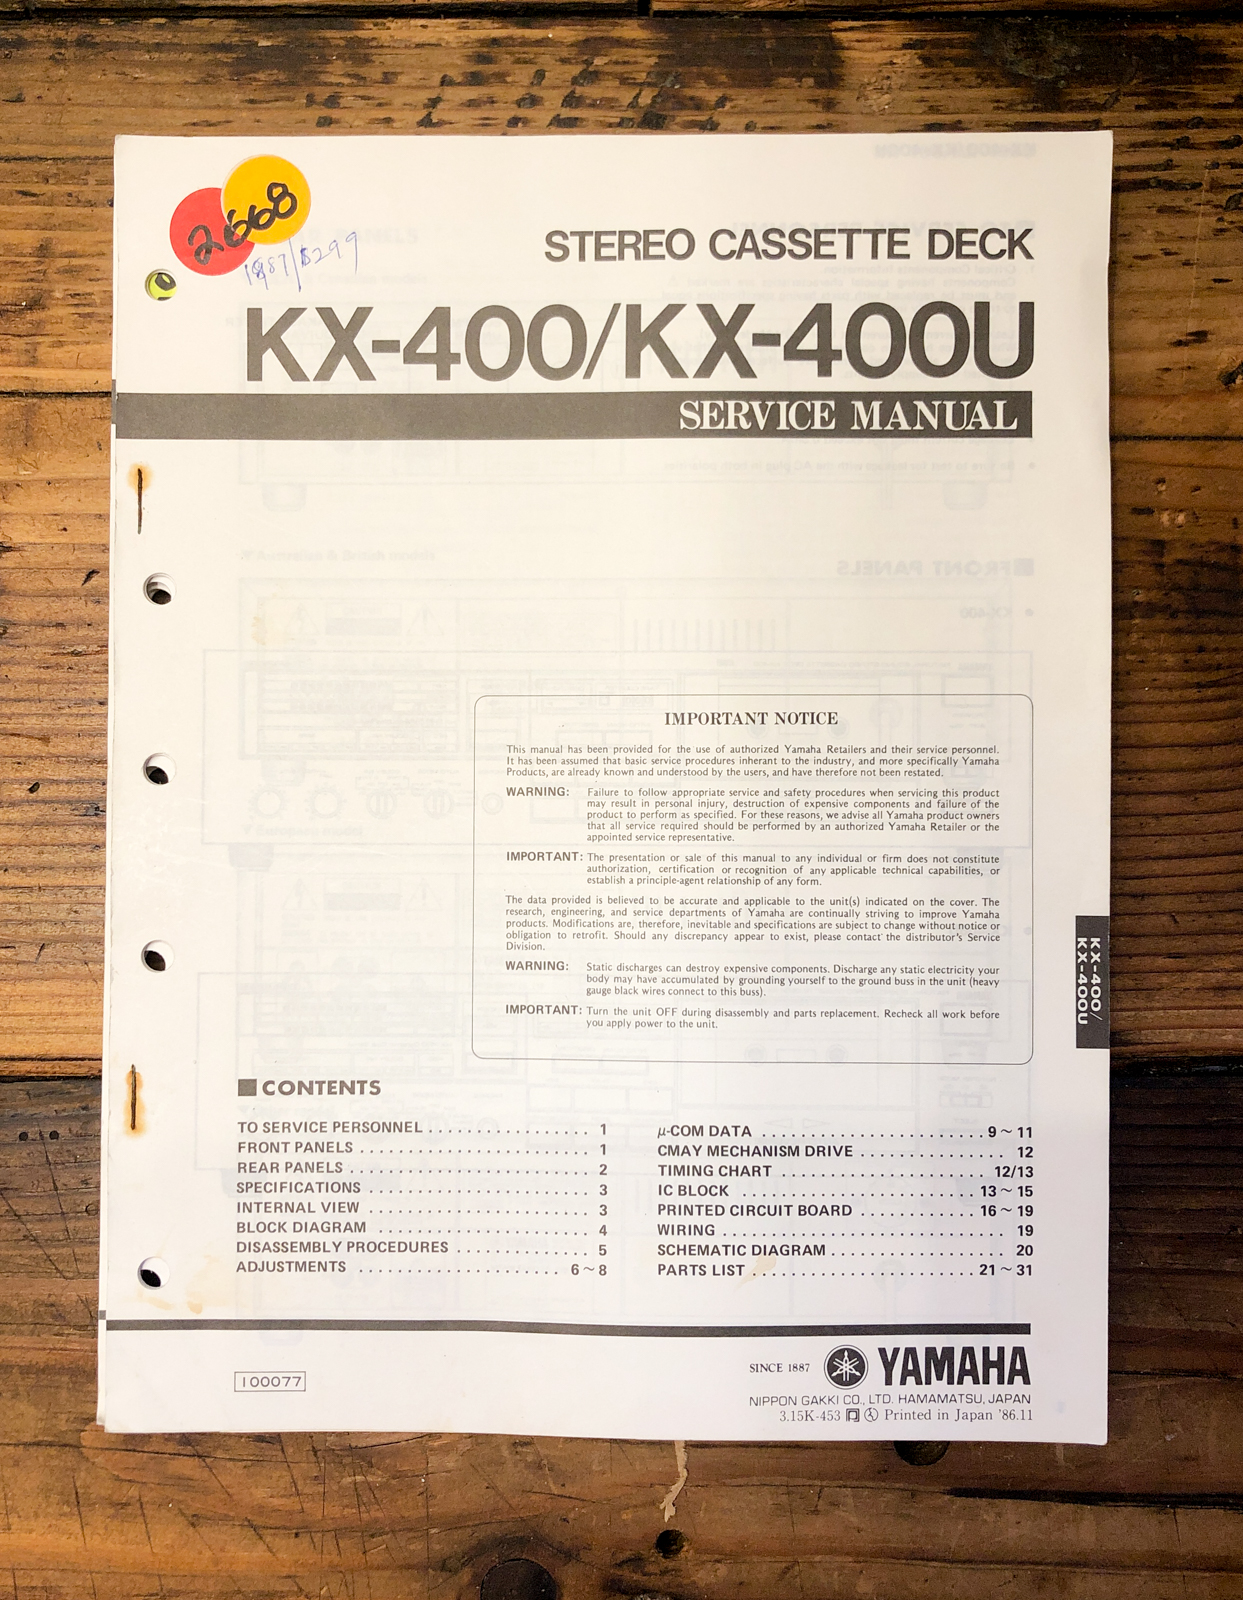 2668
1987/$299
STEREO CASSETTE DECK
KX-400/KX-400U
SERVICE MANUAL
IMPORTANT NOTICE
This manual has been provided for the use of authorized Yamaha Retailers and their service personnel.
It has been assumed that basic service procedures inherant to the industry, and more specifically Yamaha
Products, are already known and understood by the users, and have therefore not been restated.
WARNING: Failure to follow appropriate service and safety procedures when servicing this product
may result in personal injury, destruction of expensive components and failure of the
product to perform as specified. For these reasons, we advise all Yamaha product owners
that all service required should be performed by an authorized Yamaha Retailer or the
appointed service representative.
IMPORTANT: The presentation or sale of this manual to any individual or firm does not constitute
authorization, certification or recognition of any applicable technical capabilities, or
establish a principle-agent relationship of any form.
The data provided is believed to be accurate and applicable to the unit(s) indicated on the cover. The
research, engineering, and service departments of Yamaha are continually striving to improve Yamaha
products. Modifications are, therefore, inevitable and specifications are subject to change without notice or
obligation to retrofit. Should any discrepancy appear to exist, please contact the distributor's Service
Division.
WARNING: Static discharges can destroy expensive components. Discharge any static electricity your
body may have accumulated by grounding yourself to the ground buss in the unit (heavy
gauge black wires connect to this buss).
IMPORTANT: Turn the unit OFF during disassembly and parts replacement. Recheck all work before
you apply power to the unit.
KX-400/
KX-400U
■ CONTENTS
TO SERVICE PERSONNEL . . . . . . . . . . . . . . . . . 1
FRONT PANELS . . . . . . . . . . . . . . . . . . . . . . . . 1
REAR PANELS . . . . . . . . . . . . . . . . . . . . . . . . . 2
SPECIFICATIONS . . . . . . . . . . . . . . . . . . . . . . . 3
INTERNAL VIEW . . . . . . . . . . . . . . . . . . . . . . . 3
BLOCK DIAGRAM . . . . . . . . . . . . . . . . . . . . . . 4
DISASSEMBLY PROCEDURES . . . . . . . . . . . . . 5
ADJUSTMENTS . . . . . . . . . . . . . . . . . . . . . 6 ~ 8
μ-COM DATA . . . . . . . . . . . . . . . . . . . . . . . 9 ~ 11
CMAY MECHANISM DRIVE . . . . . . . . . . . . . . 12
TIMING CHART . . . . . . . . . . . . . . . . . . . . . . 12/13
IC BLOCK . . . . . . . . . . . . . . . . . . . . . . . . 13 ~ 15
PRINTED CIRCUIT BOARD . . . . . . . . . . . . 16 ~ 19
WIRING . . . . . . . . . . . . . . . . . . . . . . . . . . . . 19
SCHEMATIC DIAGRAM . . . . . . . . . . . . . . . . . 20
PARTS LIST . . . . . . . . . . . . . . . . . . . . . . . 21 ~ 31
100077
SINCE 1887 YAMAHA
NIPPON GAKKI CO., LTD. HAMAMATSU, JAPAN
3.15K-453 Printed in Japan '86.11